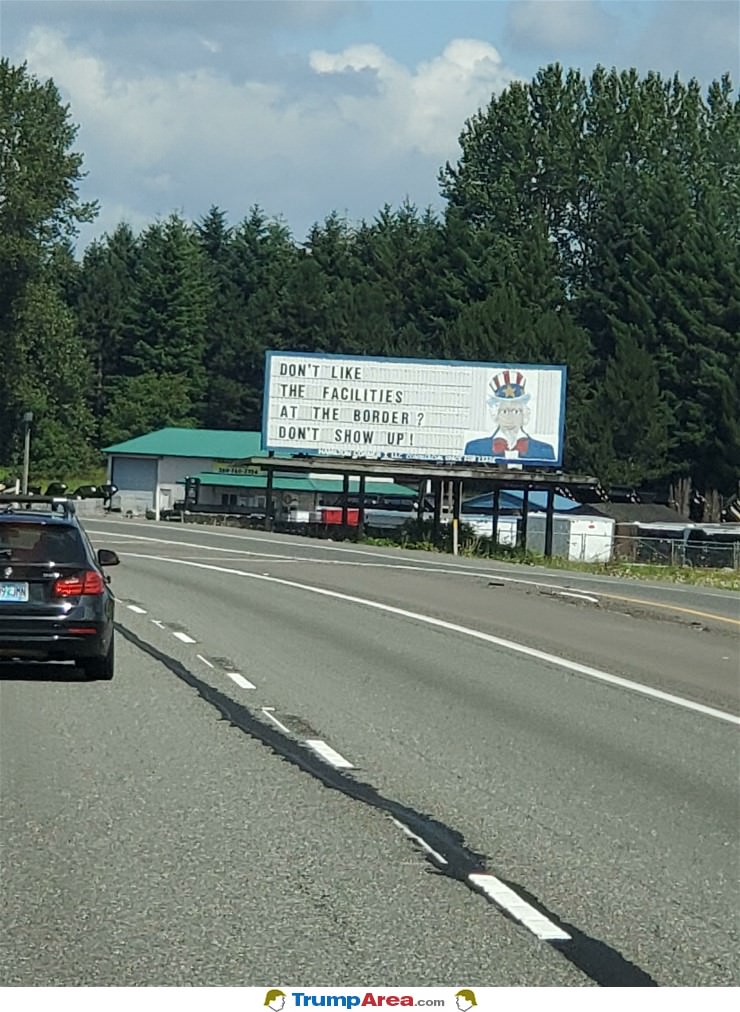 DON'T LIKE
THE FACILITIES
AT THE BORDER?
DON'T SHOW UP!
TrumpArea.com